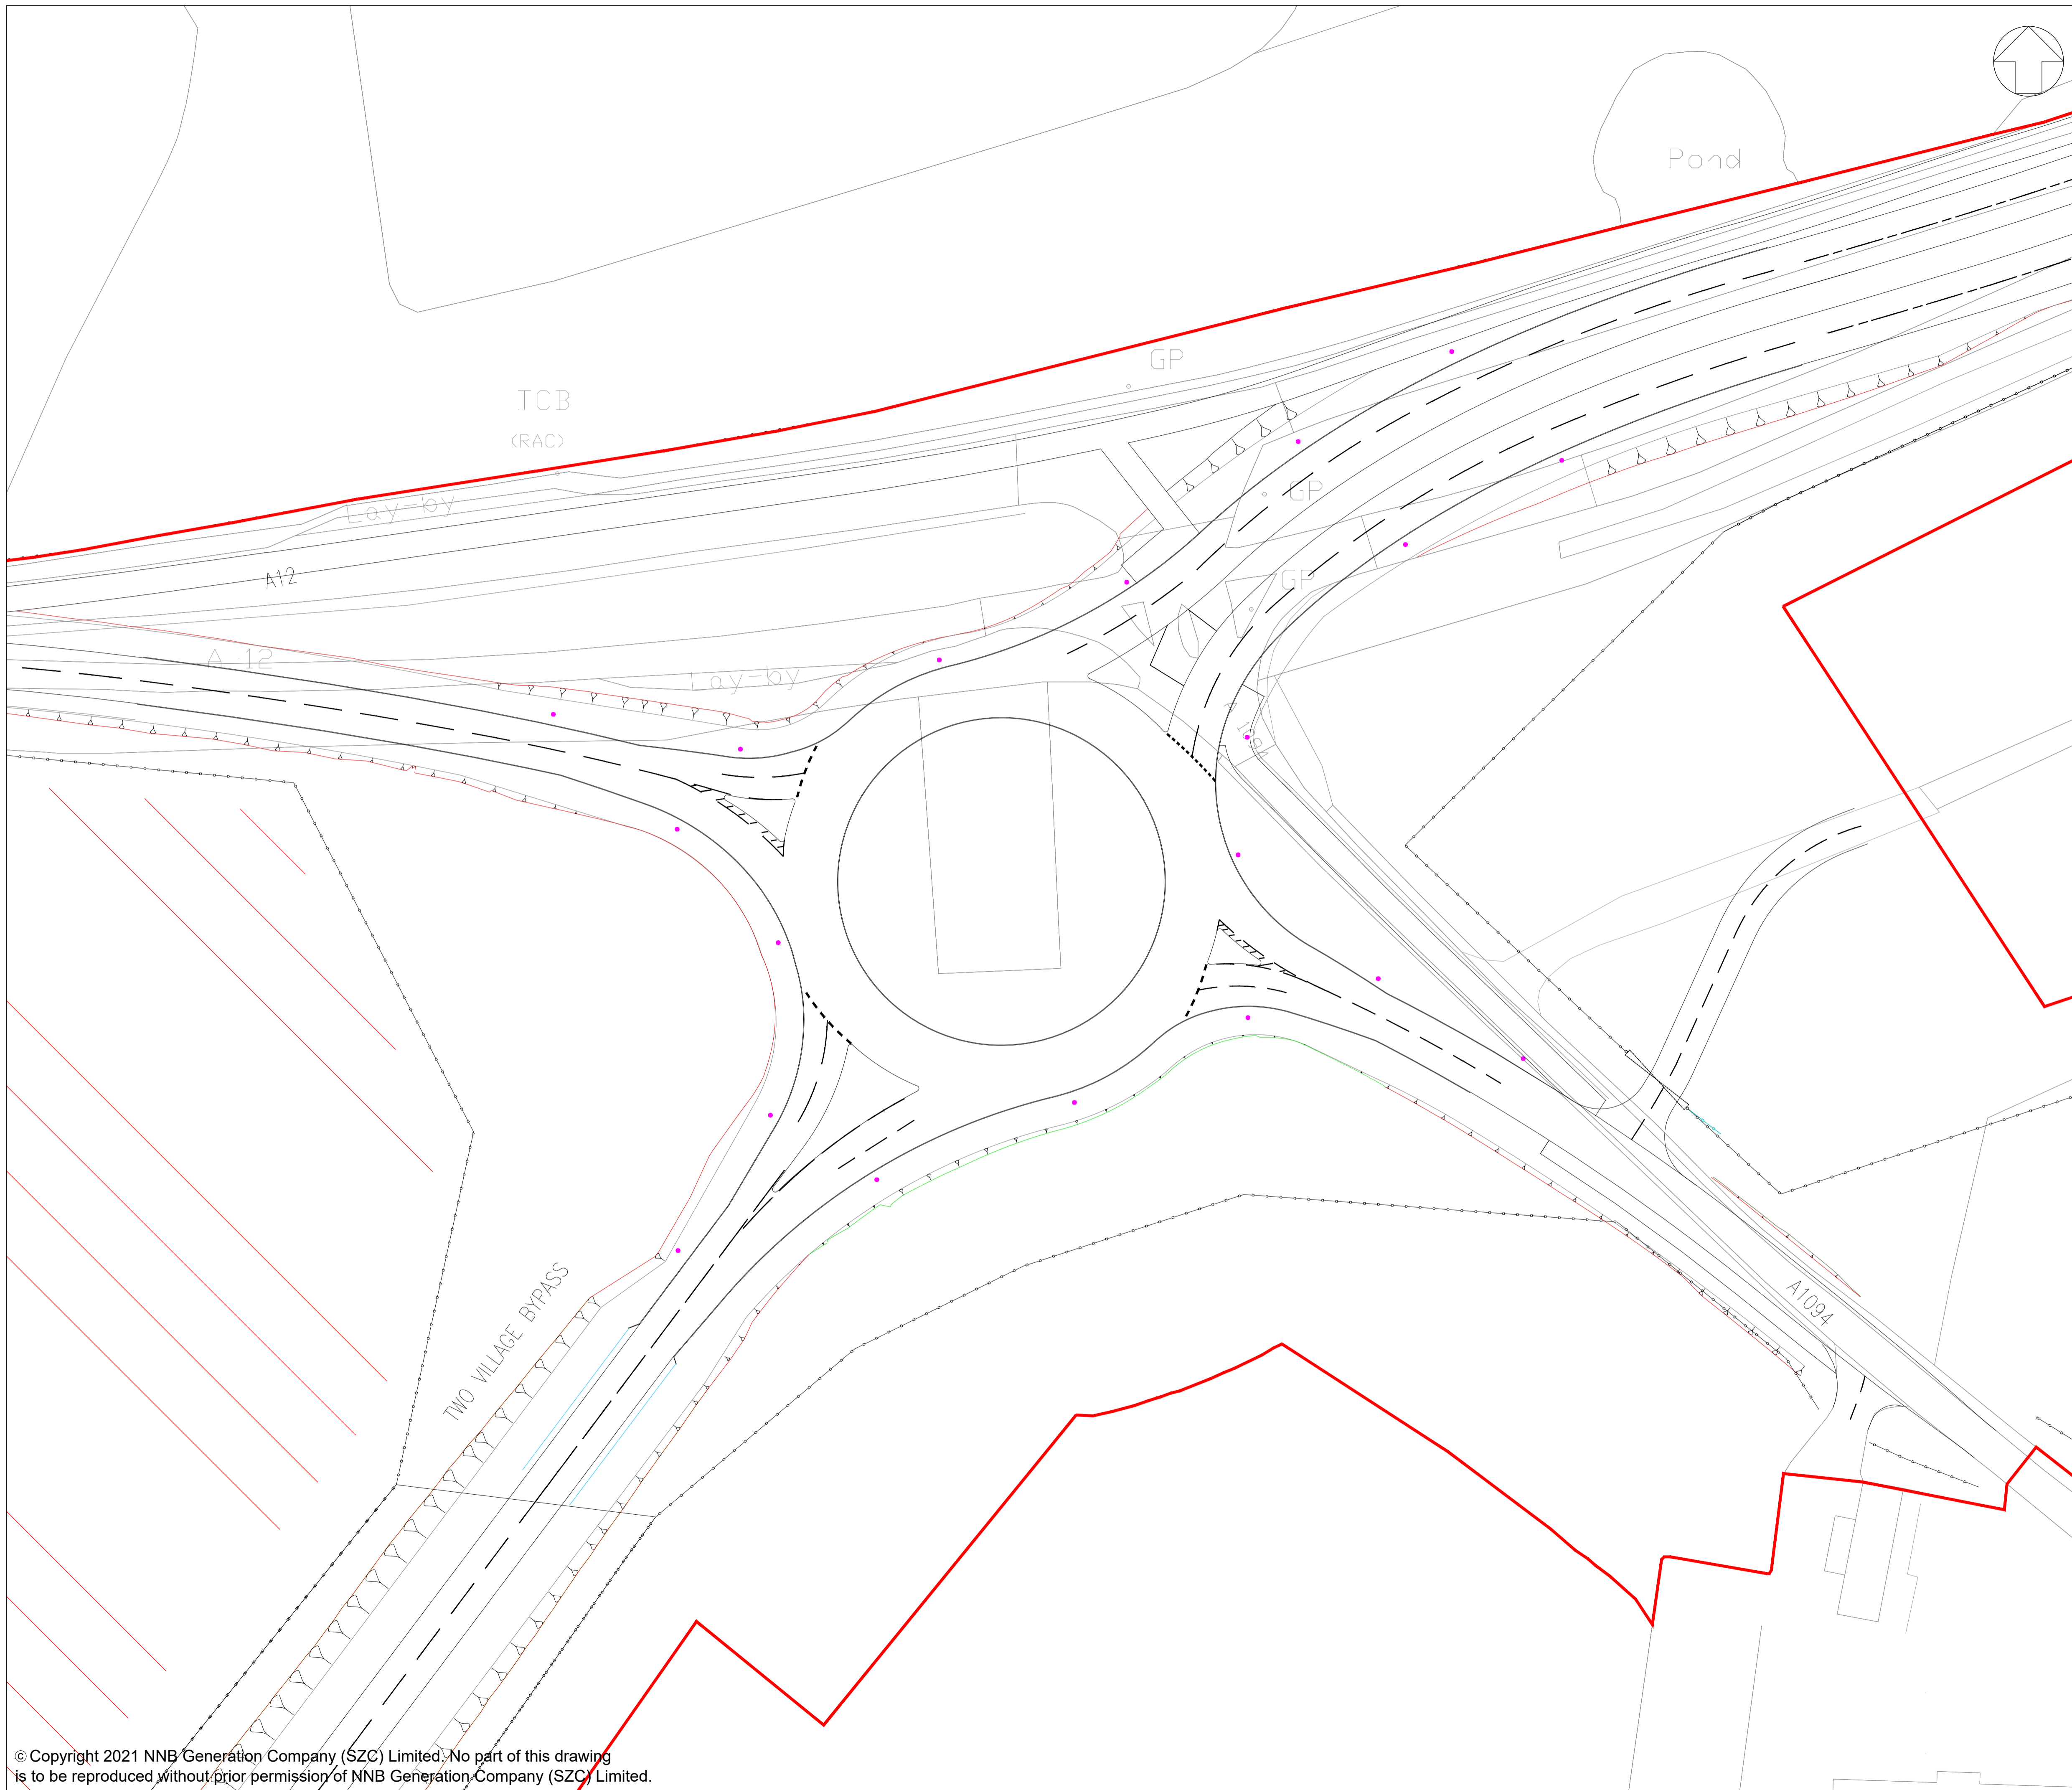 Pond
GP
TCB
(RAC)
GP
Lay-by
A12
GP
A 12
Lay-by
A 1094
TWO VILLAGE BYPASS
A1094
© Copyright 2021 NNB Generation Company (SZC) Limited. No part of this drawing
is to be reproduced without prior permission of NNB Generation Company (SZC) Limited.